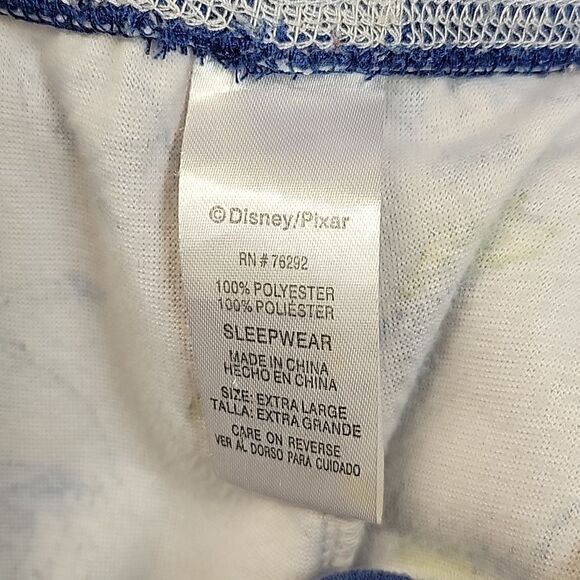 ©Disney/Pixar
RN # 76292
100% POLYESTER
100% POLIÉSTER
SLEEPWEAR
MADE IN CHINA
HECHO EN CHINA
SIZE: EXTRA LARGE
TALLA: EXTRA GRANDE
CARE ON REVERSE
VER AL DORSO PARA CUIDADO